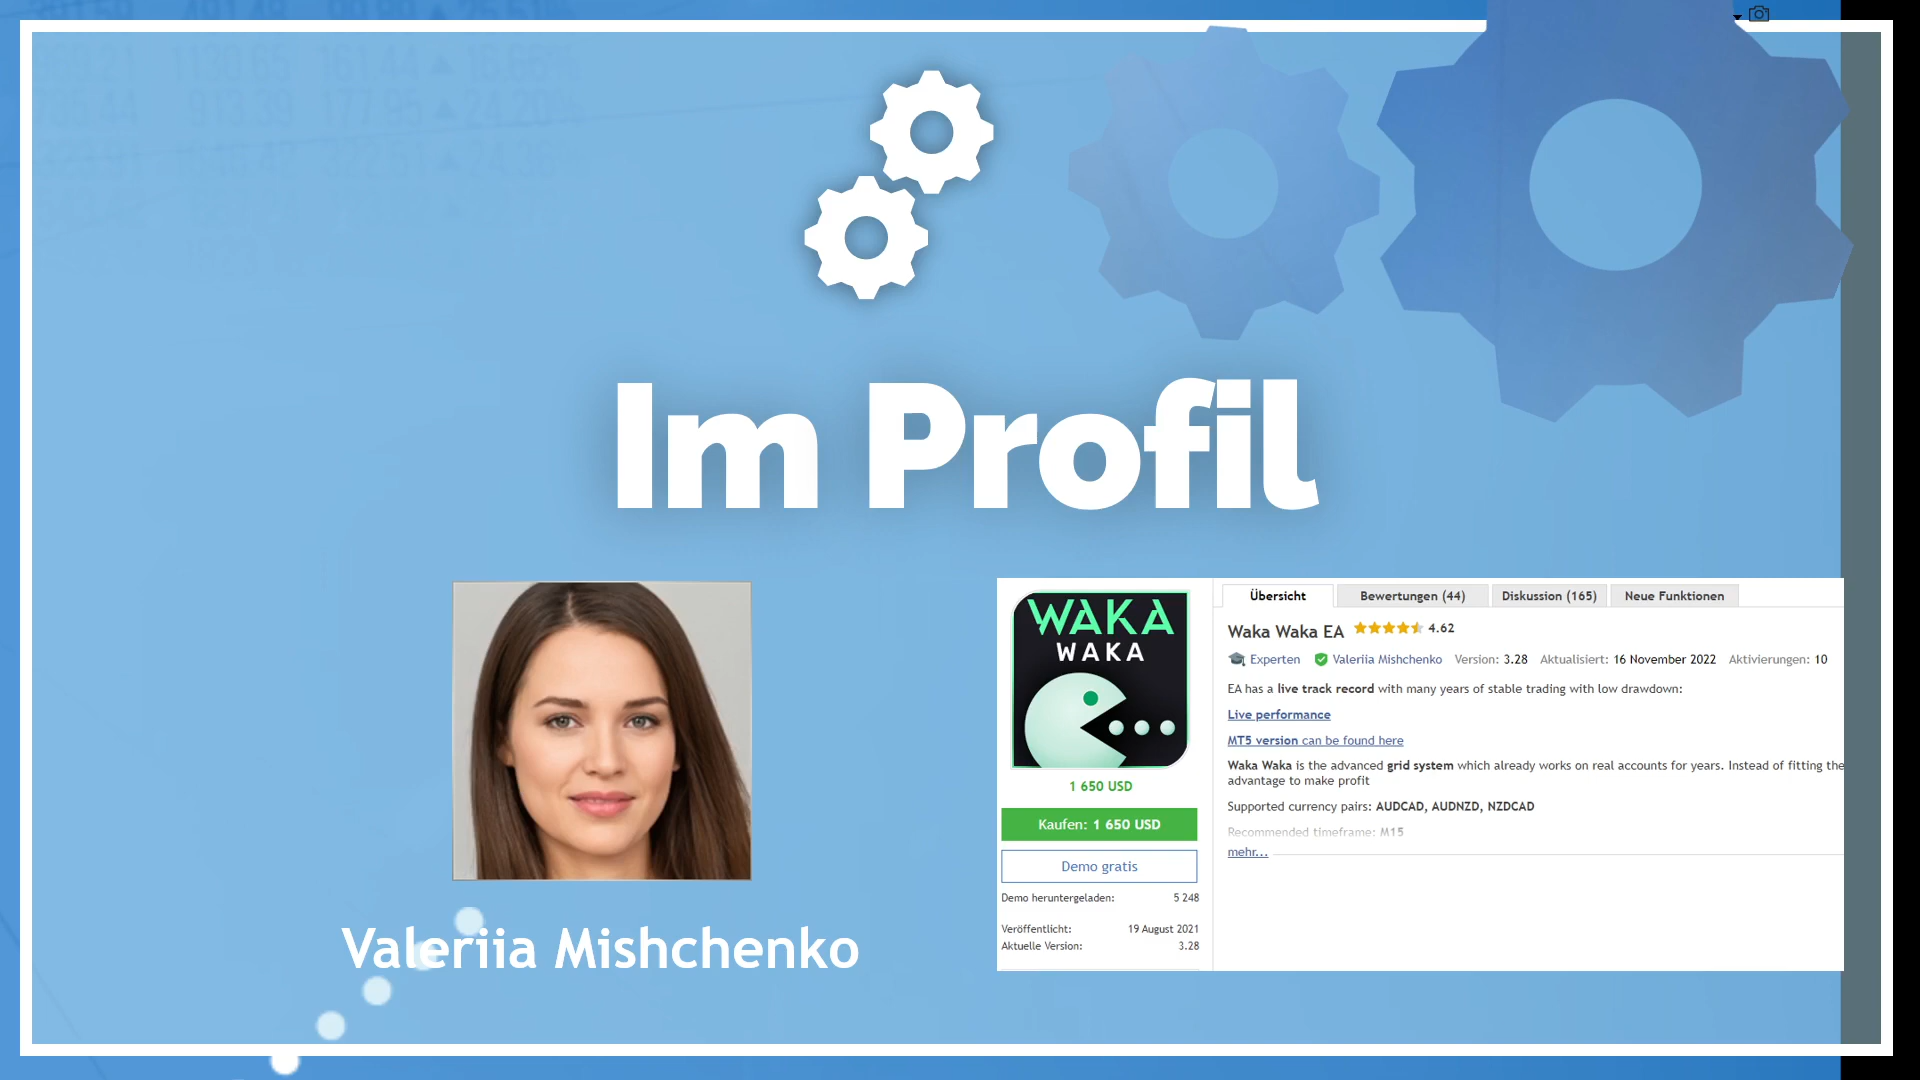 Im Profil
Valeriia Mishchenko
WAKA
WAKA
1 650 USD
Kaufen: 1 650 USD
Demo gratis
Demo heruntergeladen: 5 248
Veröffentlicht: 19 August 2021
Aktuelle Version: 3.28
Übersicht
Bewertungen (44)
Diskussion (165)
Neue Funktionen
Waka Waka EA 4.62
Experten Valeriia Mishchenko Version: 3.28 Aktualisiert: 16 November 2022 Aktivierungen: 10
EA has a live track record with many years of stable trading with low drawdown:
Live performance
MT5 version can be found here
Waka Waka is the advanced grid system which already works on real accounts for years. Instead of fitting the
advantage to make profit
Supported currency pairs: AUDCAD, AUDNZD, NZDCAD
Recommended timeframe: M15
mehr...